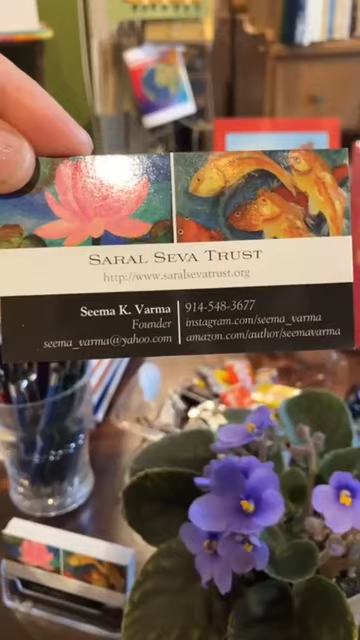 SARAL SEVA TRUST
http://www.saralsevatrust.org
Seema K. Varma
Founder
seema_varma@yahoo.com
914-548-3677
instagram.com/seema_varma
amazon.com/author/seemavarma